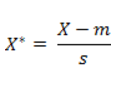 X* = (X − m) / s